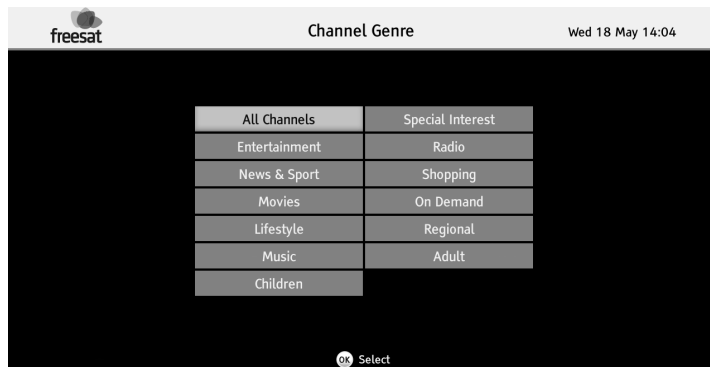 freesat
Channel Genre
Wed 18 May 14:04
All Channels
Special Interest
Entertainment
Radio
News & Sport
Shopping
Movies
On Demand
Lifestyle
Regional
Music
Adult
Children
OK Select